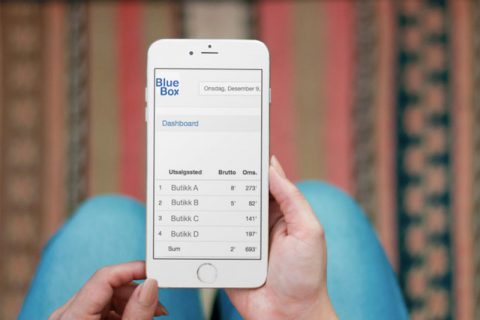 Blue
Box
Onsdag, Desember 9,
Dashboard
Utsalgssted Brutto Oms.
1 Butikk A 8' 273'
2 Butikk B 5' 82'
3 Butikk C 141'
4 Butikk D 197'
Sum 2' 693'